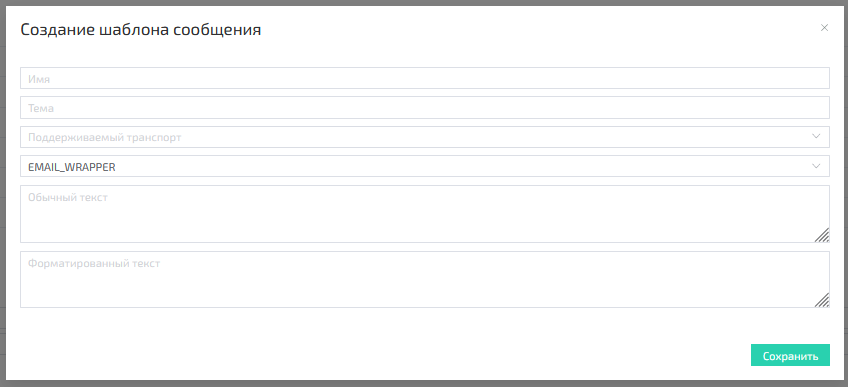 Создание шаблона сообщения
Имя
Тема
Поддерживаемый транспорт
EMAIL_WRAPPER
Обычный текст
Форматированный текст
Сохранить